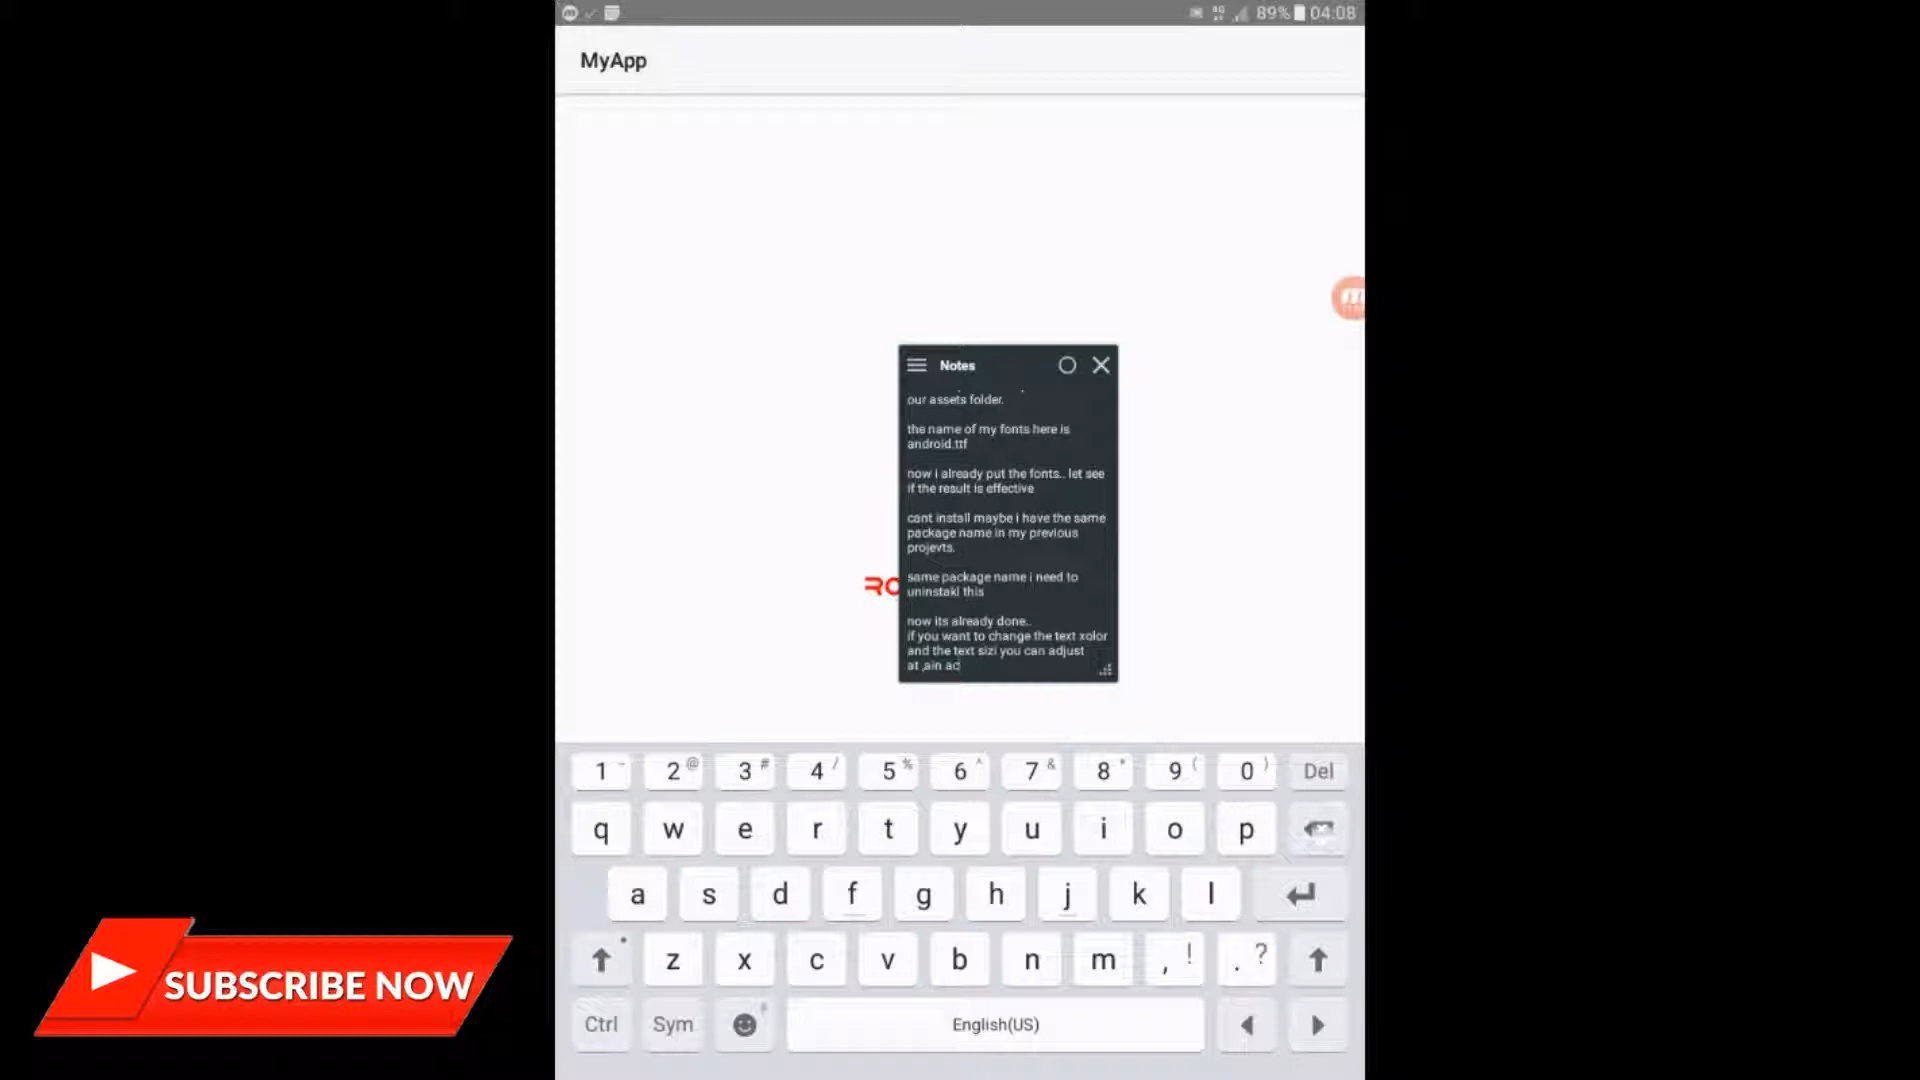 89% 04:08
MyApp
Notes
our assets folder.
the name of my fonts here is
android.ttf
now i already put the fonts.. let see
if the result is effective
cant install maybe i have the same
package name in my previous
projevts.
same package name i need to
uninstakl this
now its already done..
if you want to change the text xolor
and the text sizi you can adjust
at ,ain ac
RO
1 2 @ 3 # 4 / 5 % 6 ^ 7 & 8 * 9 ( 0 ) Del
q w e r t y u i o p
a s d f g h j k l
z x c v b n m , ! . ?
Ctrl Sym English(US)
SUBSCRIBE NOW